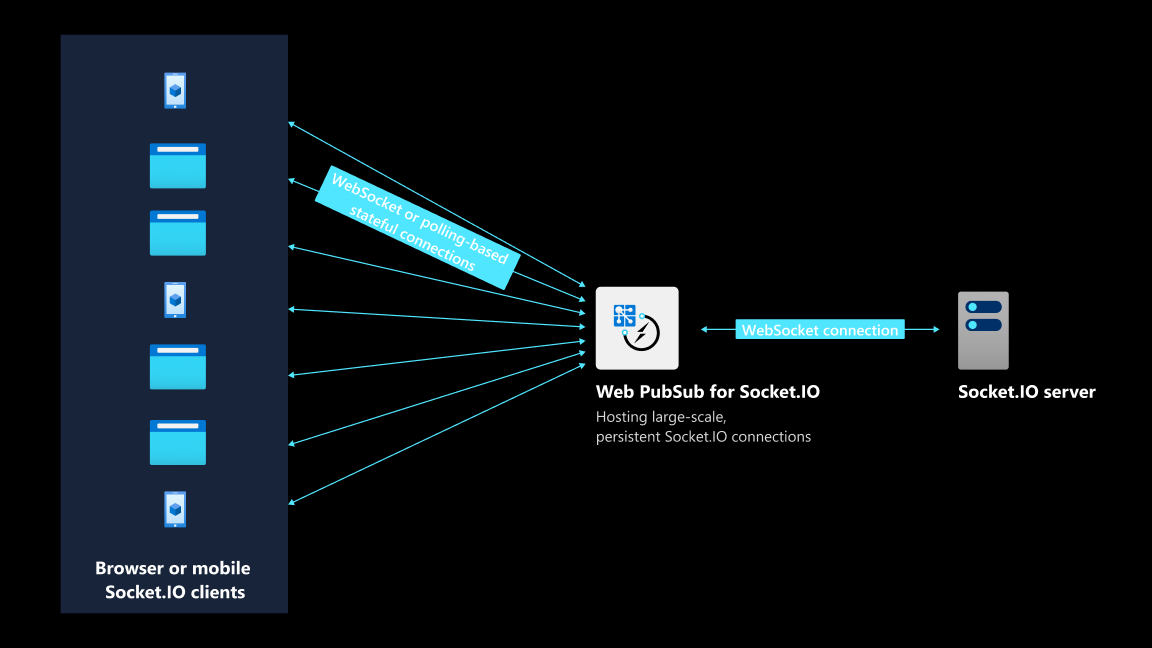 WebSocket or polling-based
stateful connections
WebSocket connection
Web PubSub for Socket.IO
Hosting large-scale,
persistent Socket.IO connections
Socket.IO server
Browser or mobile
Socket.IO clients